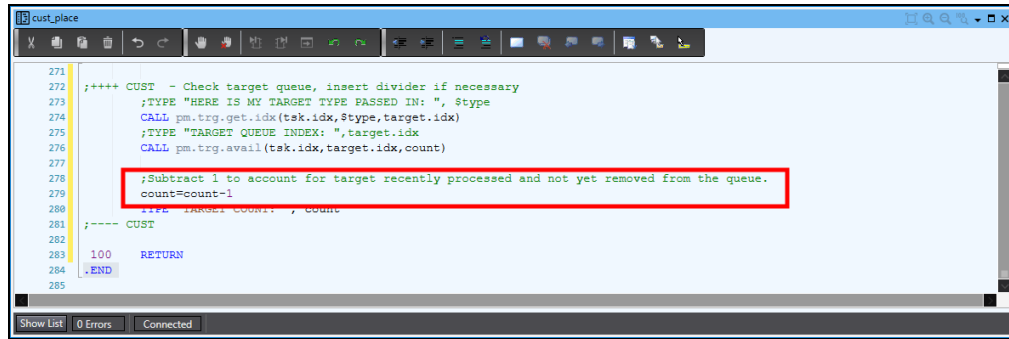 cust_place
271
272 ;++++ CUST - Check target queue, insert divider if necessary
273 ;TYPE "HERE IS MY TARGET TYPE PASSED IN: ", $type
274 CALL pm.trg.get.idx(tsk.idx,$type,target.idx)
275 ;TYPE "TARGET QUEUE INDEX: ",target.idx
276 CALL pm.trg.avail(tsk.idx,target.idx,count)
277
278 ;Subtract 1 to account for target recently processed and not yet removed from the queue.
279 count=count-1
280 TYPE "TARGET COUNT: ", count
281 ;---- CUST
282
283 100 RETURN
284 .END
285
Show List 0 Errors Connected